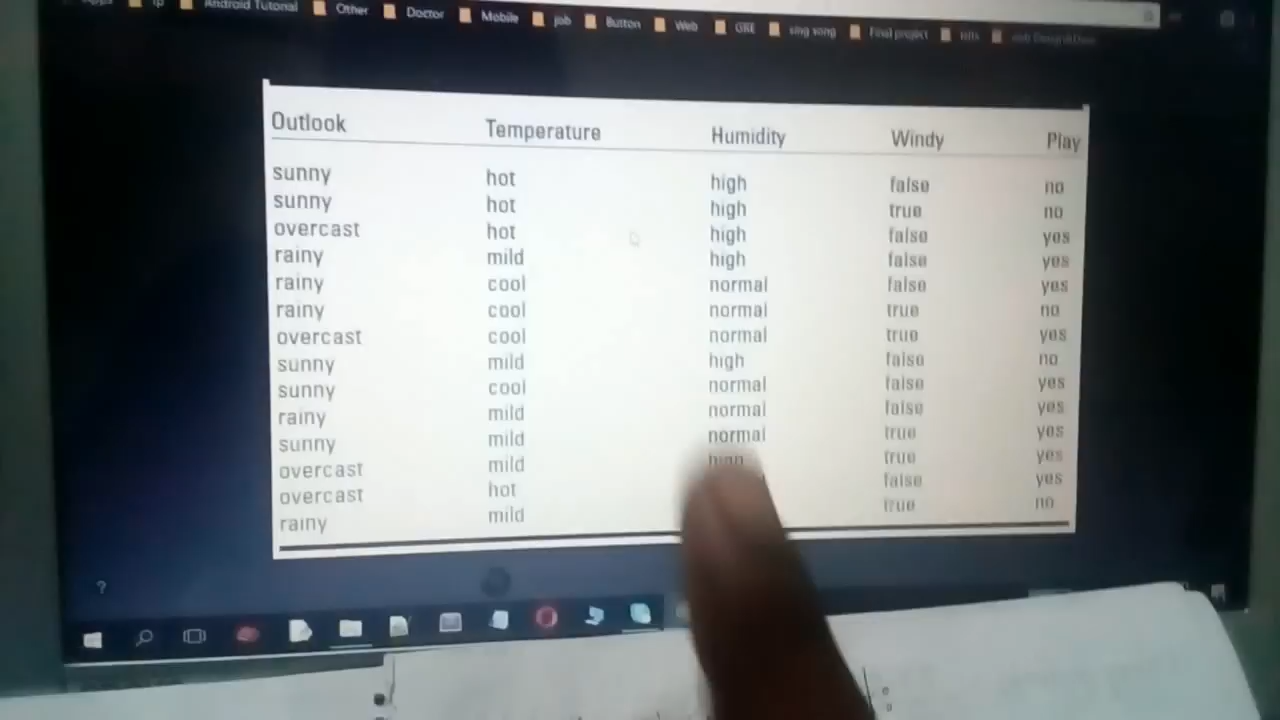 Android Tutorial Other Doctor Mobile job Button Web GRE sing song Final project
Outlook Temperature Humidity Windy Play
sunny hot high false no
sunny hot high true no
overcast hot high false yes
rainy mild high false yes
rainy cool normal false yes
rainy cool normal true no
overcast cool normal true yes
sunny mild high false no
sunny cool normal false yes
rainy mild normal false yes
sunny mild normal true yes
overcast mild high true yes
overcast hot false yes
rainy mild true no
?